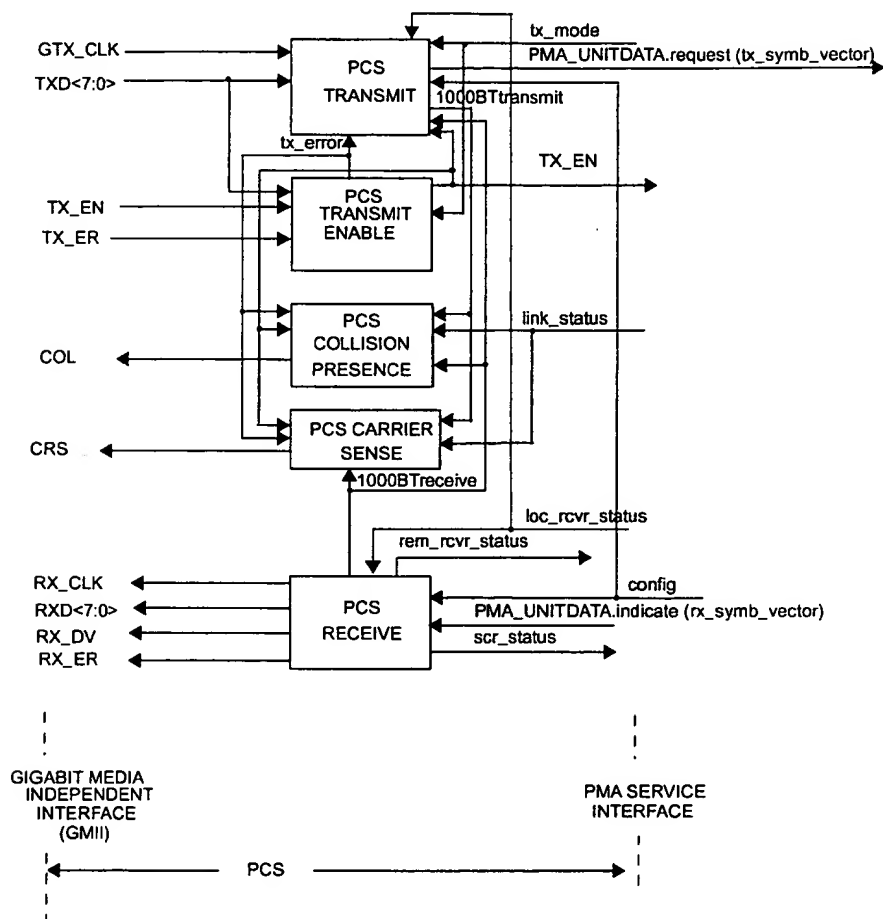 tx_mode
GTX_CLK
PCS
TRANSMIT
PMA_UNITDATA.request (tx_symb_vector)
TXD<7:0>
1000BTtransmit
tx_error
TX_EN
PCS
TRANSMIT
ENABLE
TX_EN
TX_ER
PCS
COLLISION
PRESENCE
link_status
COL
PCS CARRIER
SENSE
CRS
1000BTreceive
loc_rcvr_status
rem_rcvr_status
RX_CLK
PCS
RECEIVE
config
RXD<7:0>
PMA_UNITDATA.indicate (rx_symb_vector)
RX_DV
scr_status
RX_ER
GIGABIT MEDIA
INDEPENDENT
INTERFACE
(GMII)
PMA SERVICE
INTERFACE
PCS